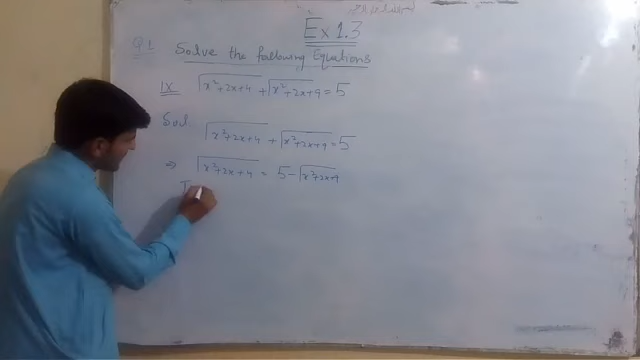 Ex 1.3
Q1 Solve the following Equations
IX √x²+2x+4 + √x²+2x+9 = 5
Sol
√x²+2x+4 + √x²+2x+9 = 5
⇒ √x²+2x+4 = 5 - √x²+2x+9
T